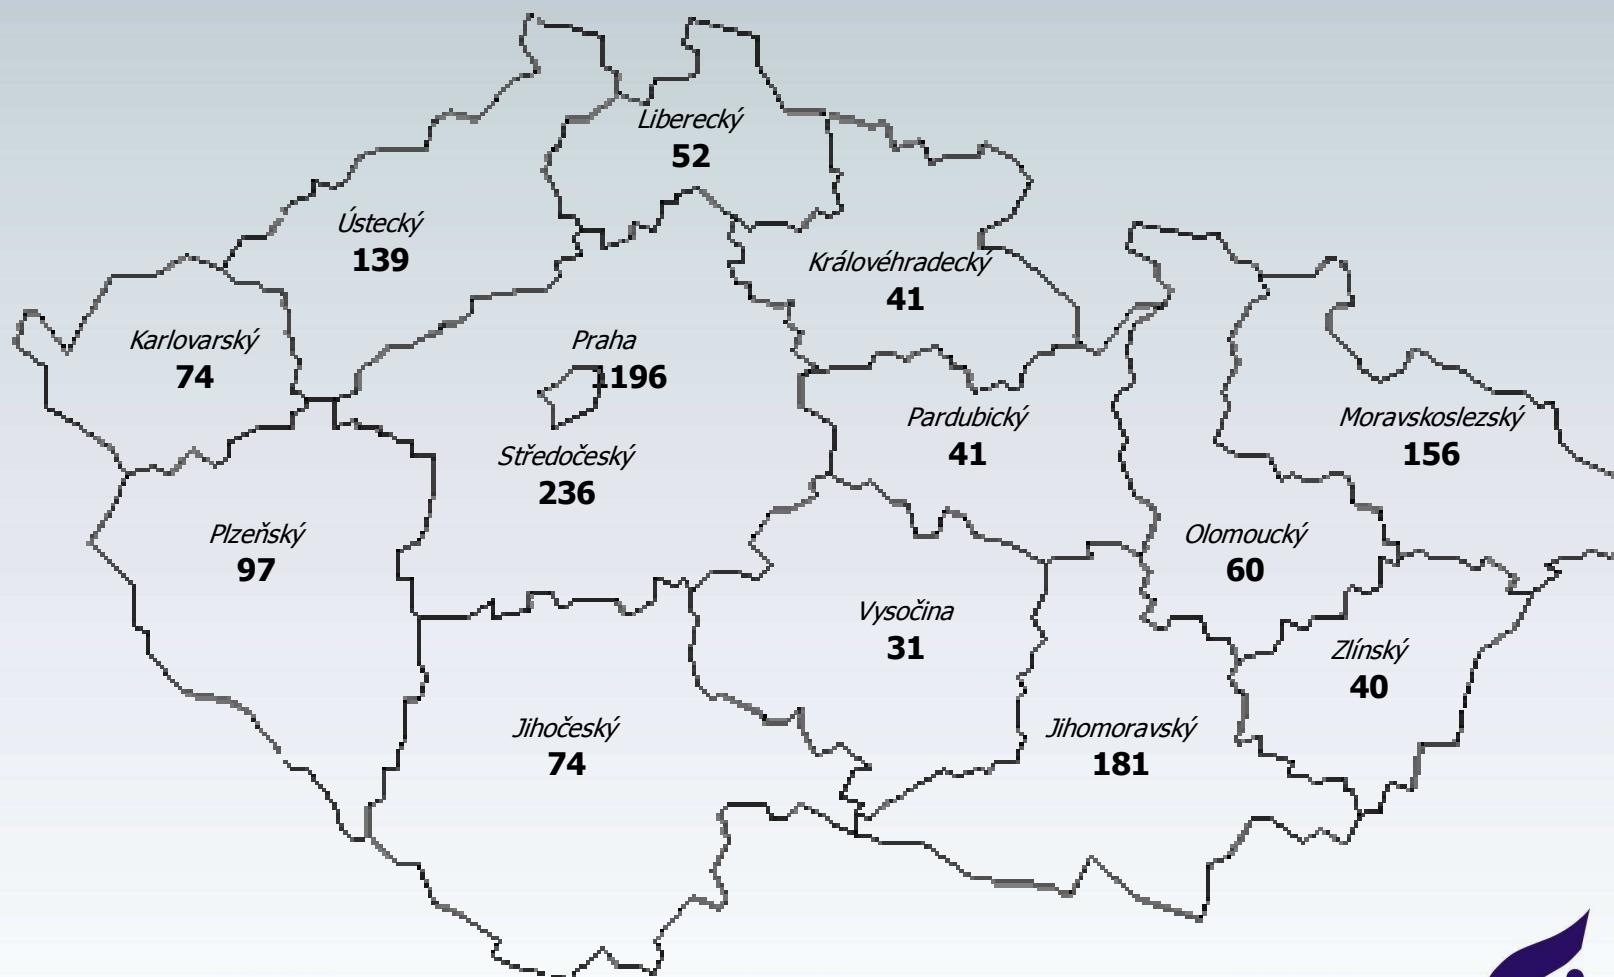 Liberecký
52
Ústecký
139
Královéhradecký
41
Karlovarský
74
Praha
1196
Pardubický
41
Moravskoslezský
156
Středočeský
236
Plzeňský
97
Olomoucký
60
Vysočina
31
Zlínský
40
Jihočeský
74
Jihomoravský
181